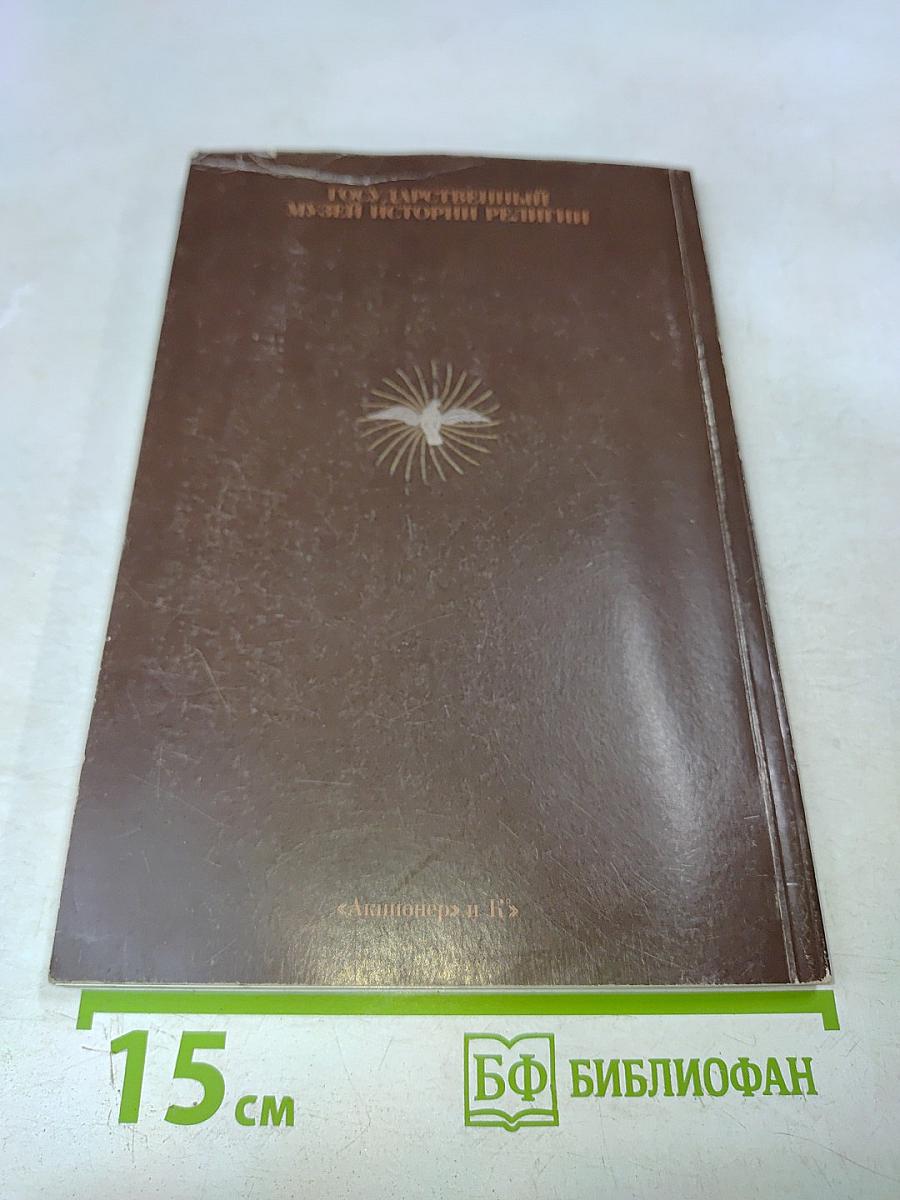 ГОСУДАРСТВЕННЫЙ
МУЗЕЙ ИСТОРИИ РЕЛИГИИ
«Акционер» и К°»
15 см
БФ БИБЛИОФАН